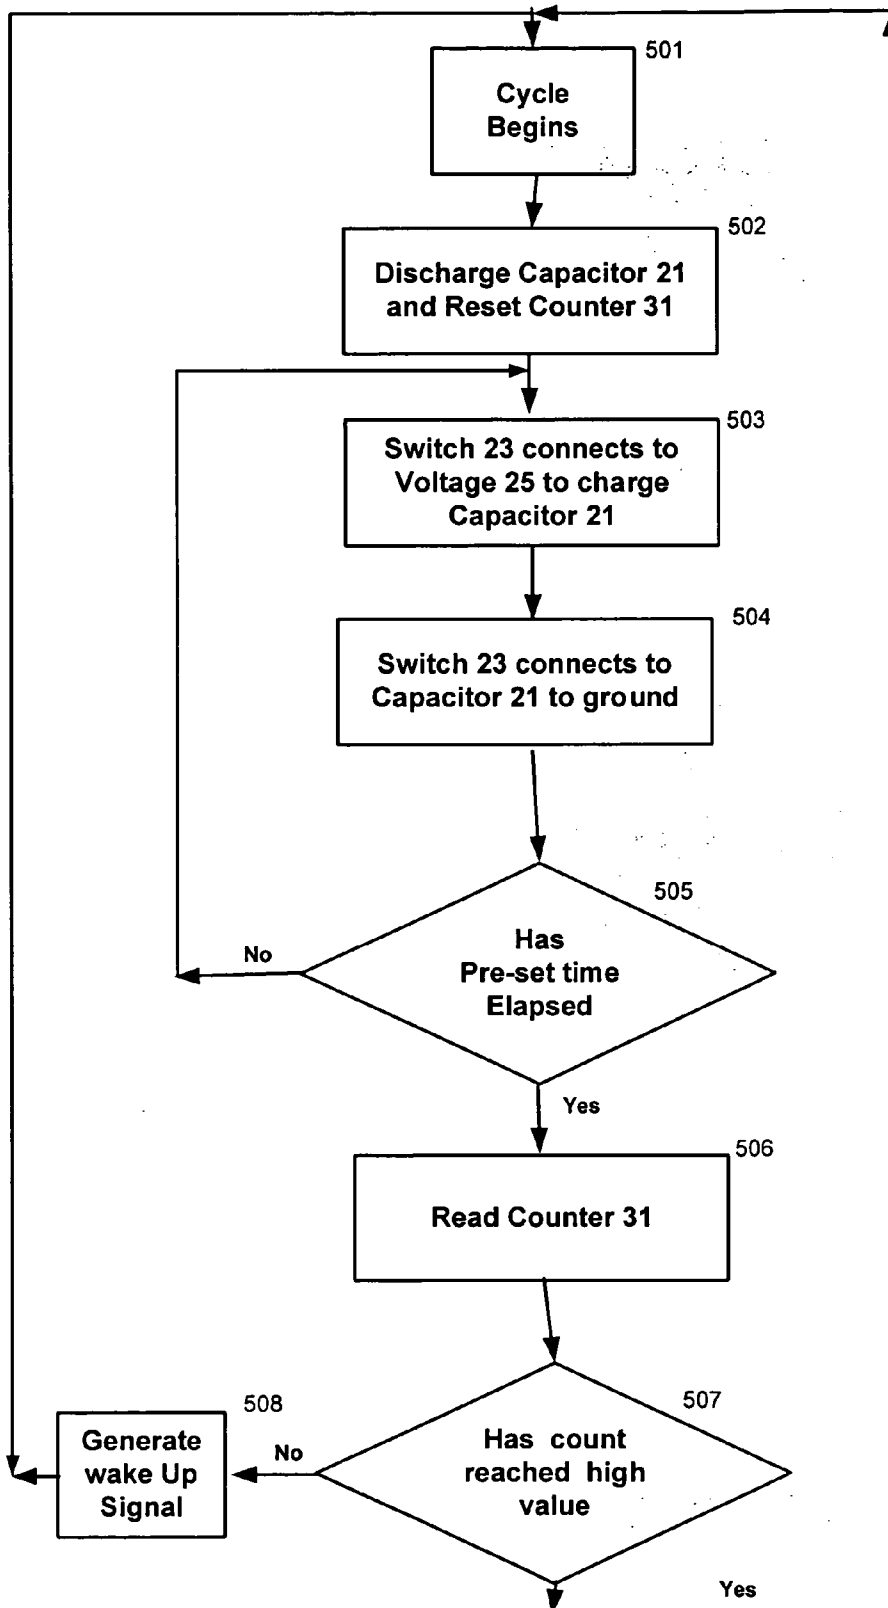 501
Cycle
Begins
502
Discharge Capacitor 21
and Reset Counter 31
503
Switch 23 connects to
Voltage 25 to charge
Capacitor 21
504
Switch 23 connects to
Capacitor 21 to ground
505
Has
Pre-set time
Elapsed
No
Yes
506
Read Counter 31
507
Has count
reached high
value
No
508
Generate
wake Up
Signal
Yes